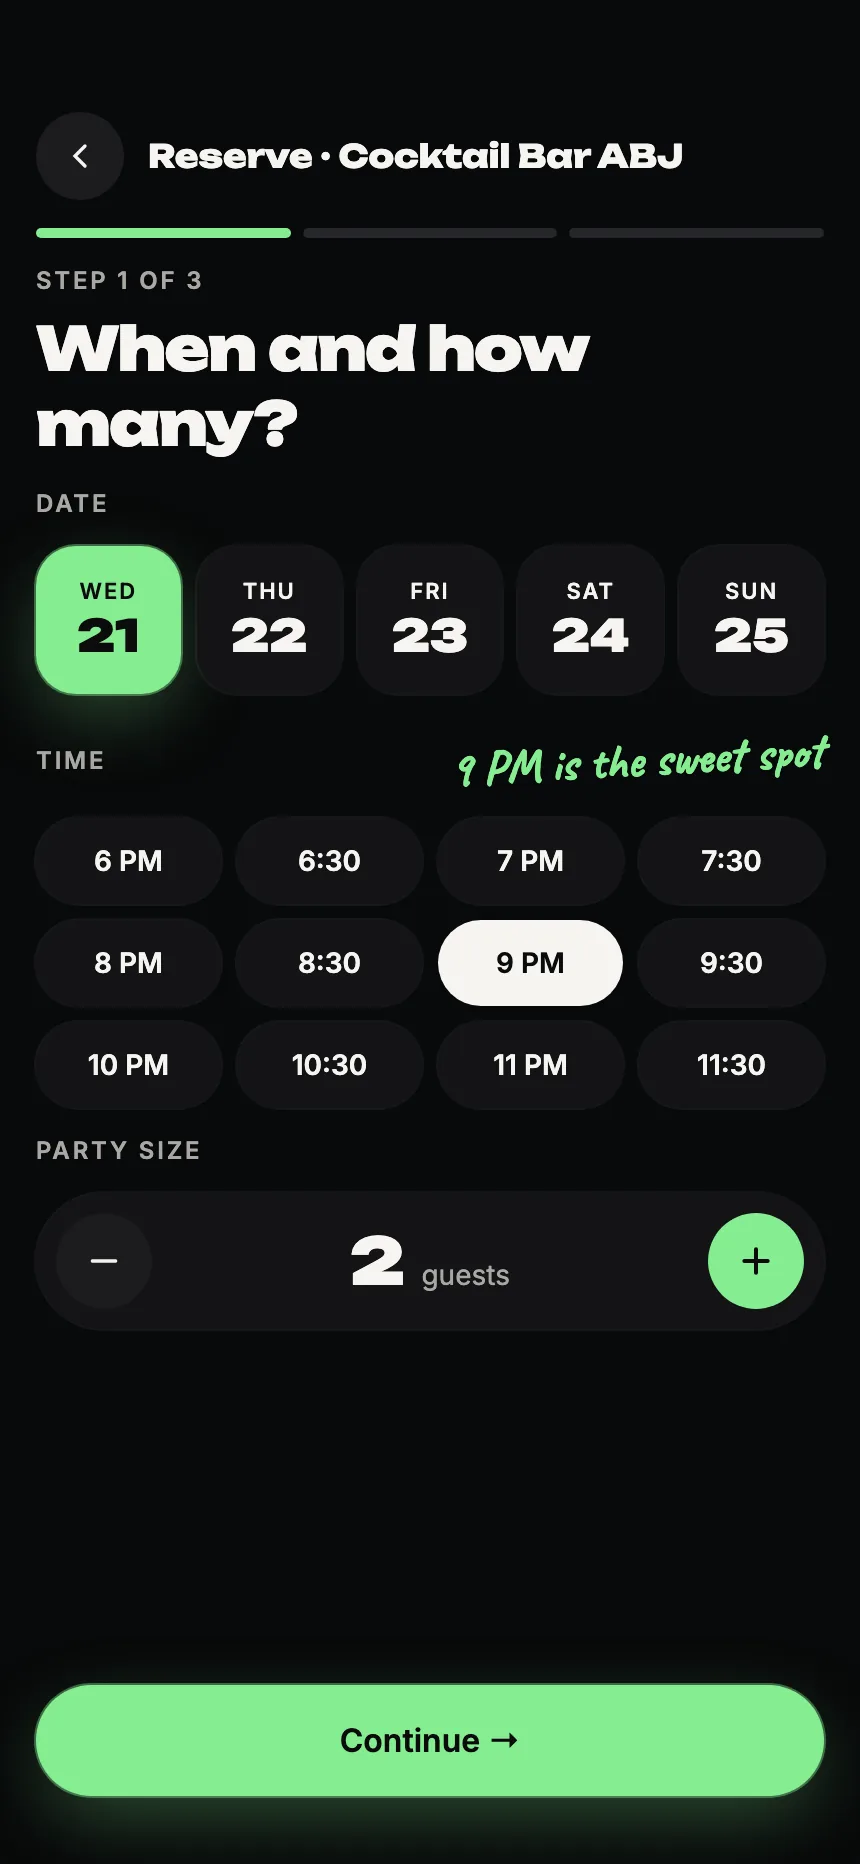 Reserve · Cocktail Bar ABJ
STEP 1 OF 3
When and how
many?
DATE
WED THU FRI SAT SUN
21 22 23 24 25
TIME 9 PM is the sweet spot
6 PM 6:30 7 PM 7:30
8 PM 8:30 9 PM 9:30
10 PM 10:30 11 PM 11:30
PARTY SIZE
− 2 guests +
Continue →